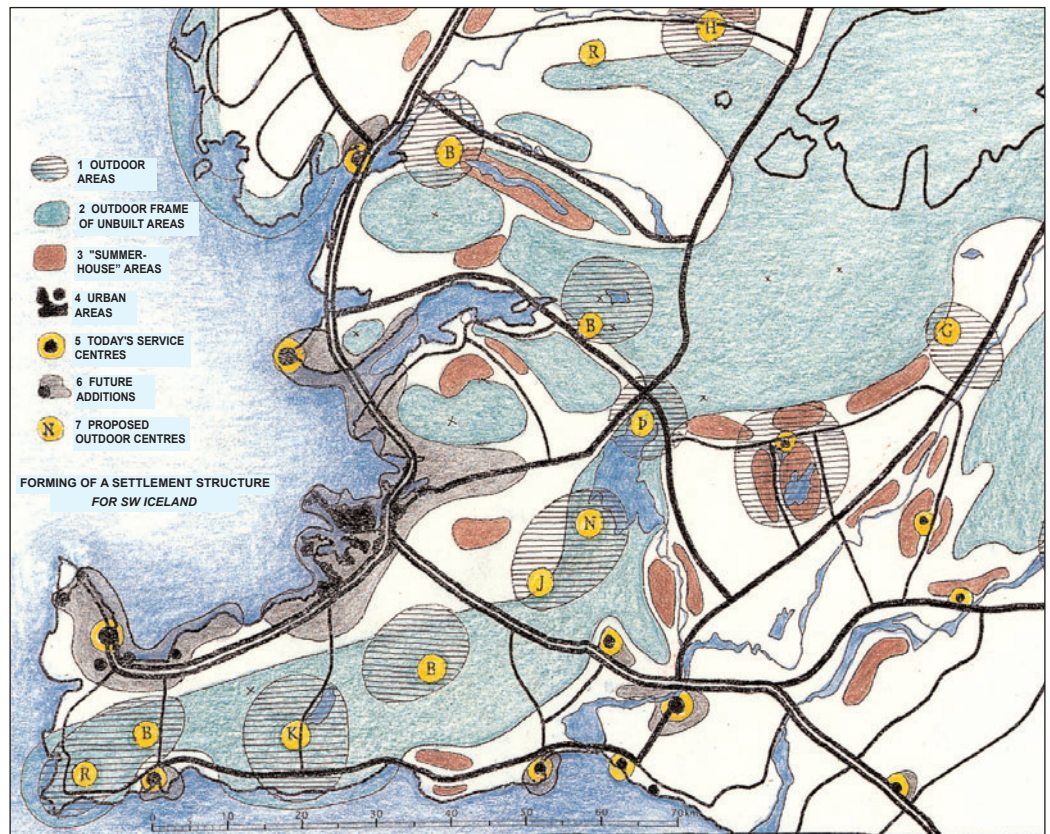 1 OUTDOOR
AREAS
2 OUTDOOR FRAME
OF UNBUILT AREAS
3 "SUMMER-
HOUSE” AREAS
4 URBAN
AREAS
5 TODAY'S SERVICE
CENTRES
6 FUTURE
ADDITIONS
N
7 PROPOSED
OUTDOOR CENTRES
FORMING OF A SETTLEMENT STRUCTURE
FOR SW ICELAND
H
R
B
B
G
Þ
N
J
B
B
K
R
0 10 20 30 40 50 60 70 km